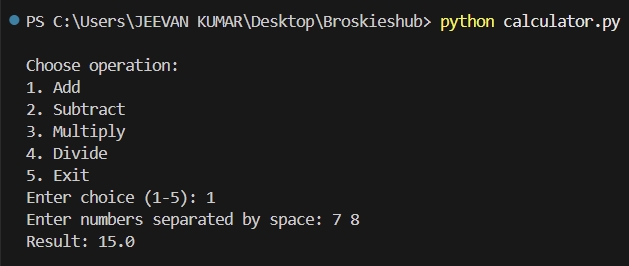 PS C:\Users\JEEVAN KUMAR\Desktop\Broskieshub> python calculator.py
Choose operation:
1. Add
2. Subtract
3. Multiply
4. Divide
5. Exit
Enter choice (1-5): 1
Enter numbers separated by space: 7 8
Result: 15.0